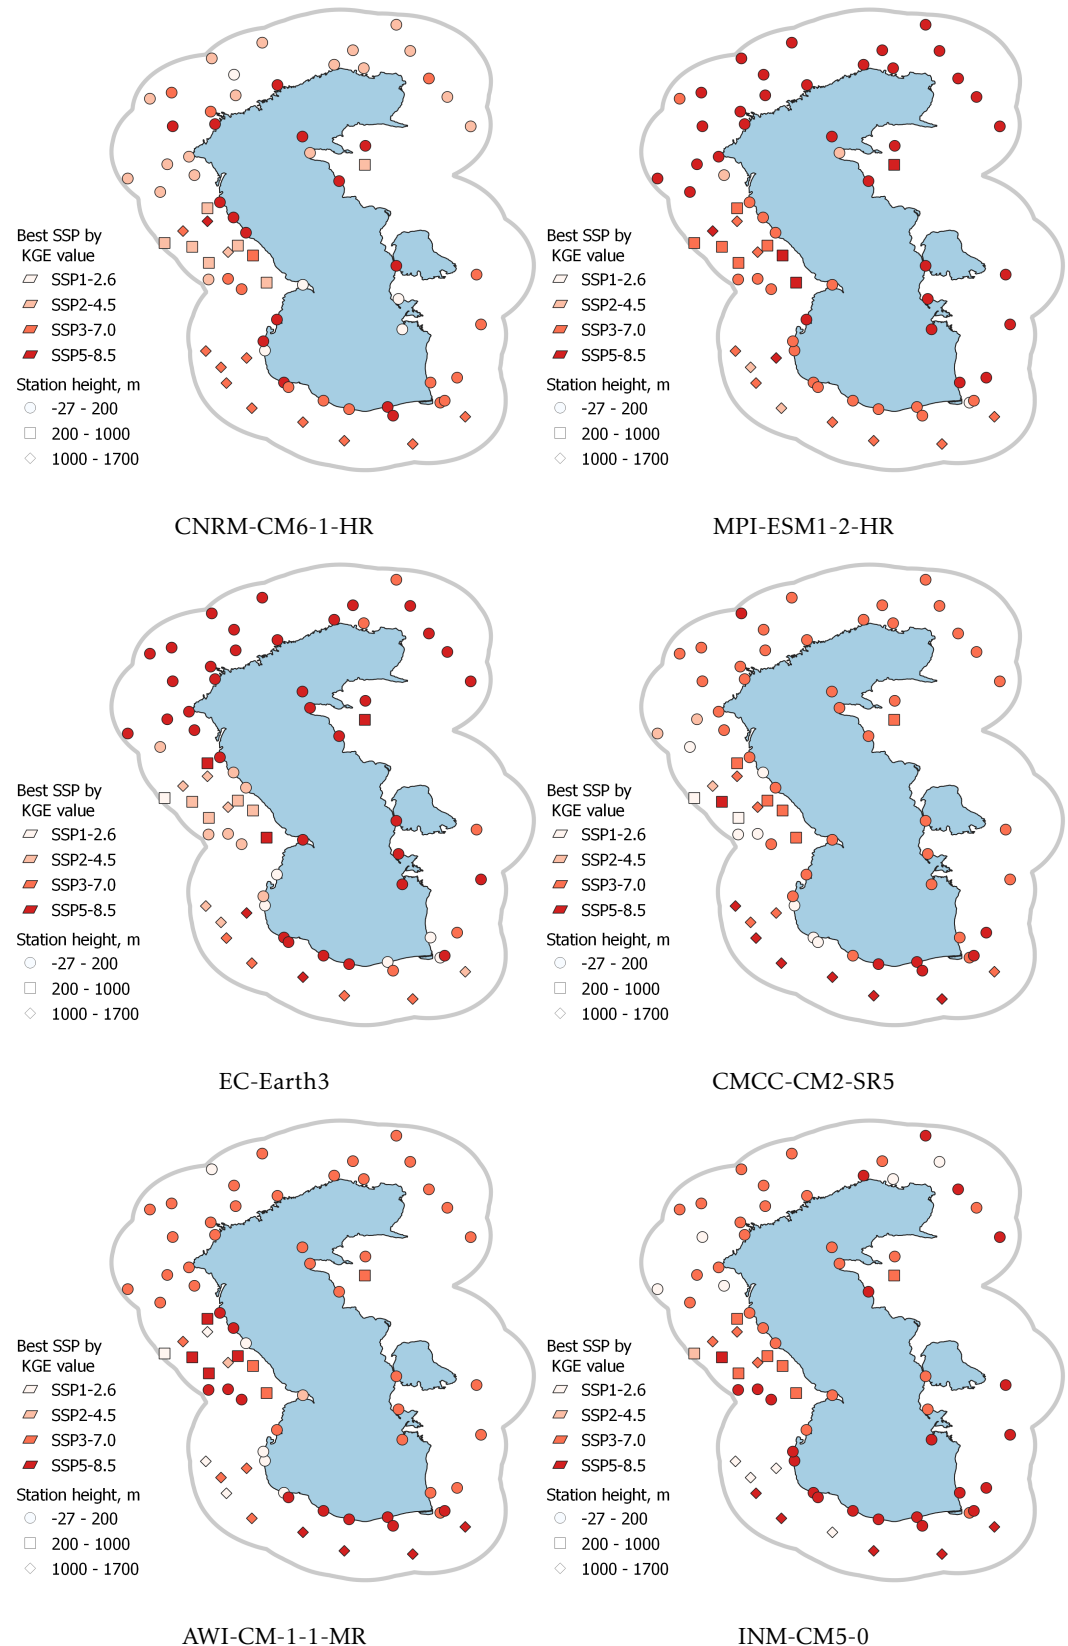 Best SSP by
KGE value
SSP1-2.6
SSP2-4.5
SSP3-7.0
SSP5-8.5
Station height, m
-27 - 200
200 - 1000
1000 - 1700
CNRM-CM6-1-HR
Best SSP by
KGE value
SSP1-2.6
SSP2-4.5
SSP3-7.0
SSP5-8.5
Station height, m
-27 - 200
200 - 1000
1000 - 1700
MPI-ESM1-2-HR
Best SSP by
KGE value
SSP1-2.6
SSP2-4.5
SSP3-7.0
SSP5-8.5
Station height, m
-27 - 200
200 - 1000
1000 - 1700
EC-Earth3
Best SSP by
KGE value
SSP1-2.6
SSP2-4.5
SSP3-7.0
SSP5-8.5
Station height, m
-27 - 200
200 - 1000
1000 - 1700
CMCC-CM2-SR5
Best SSP by
KGE value
SSP1-2.6
SSP2-4.5
SSP3-7.0
SSP5-8.5
Station height, m
-27 - 200
200 - 1000
1000 - 1700
AWI-CM-1-1-MR
Best SSP by
KGE value
SSP1-2.6
SSP2-4.5
SSP3-7.0
SSP5-8.5
Station height, m
-27 - 200
200 - 1000
1000 - 1700
INM-CM5-0